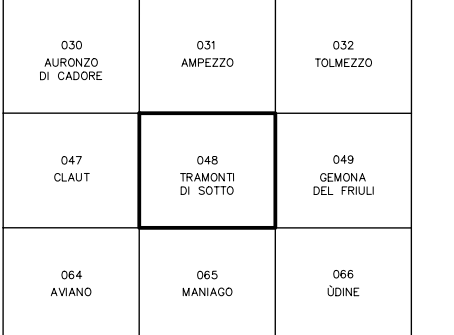 030
AURONZO
DI CADORE
031
AMPEZZO
032
TOLMEZZO
047
CLAUT
048
TRAMONTI
DI SOTTO
049
GEMONA
DEL FRIULI
064
AVIANO
065
MANIAGO
066
ÙDINE